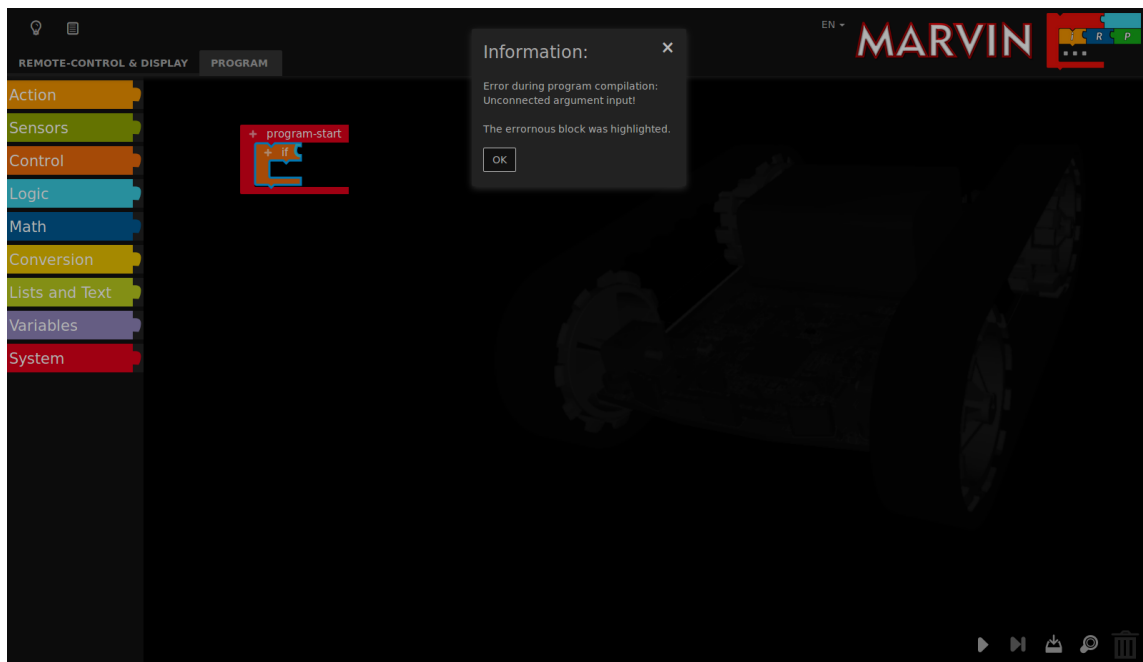 EN
MARVIN
i R P
REMOTE-CONTROL & DISPLAY PROGRAM
Information:
Error during program compilation:
Unconnected argument input!
The errornous block was highlighted.
OK
Action
Sensors
Control
Logic
Math
Conversion
Lists and Text
Variables
System
+ program-start
+ if